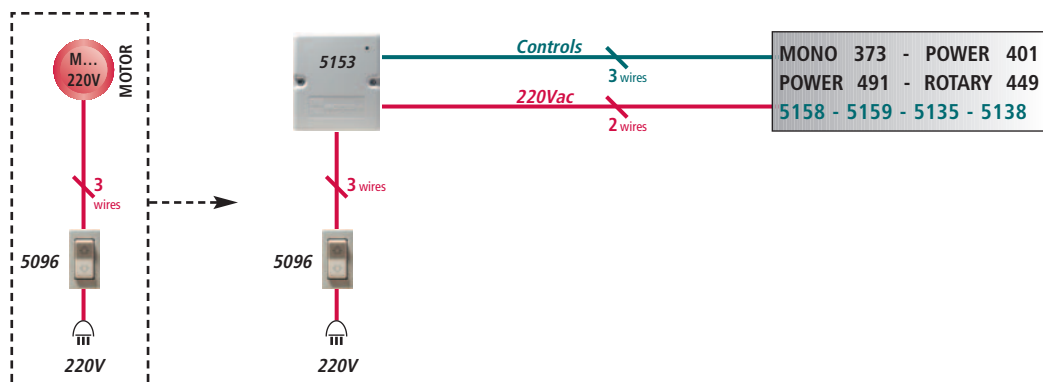 M...
220V
MOTOR
3
wires
5096
220V
5153
3 wires
5096
220V
Controls
3 wires
220Vac
2 wires
MONO 373 - POWER 401
POWER 491 - ROTARY 449
5158 - 5159 - 5135 - 5138